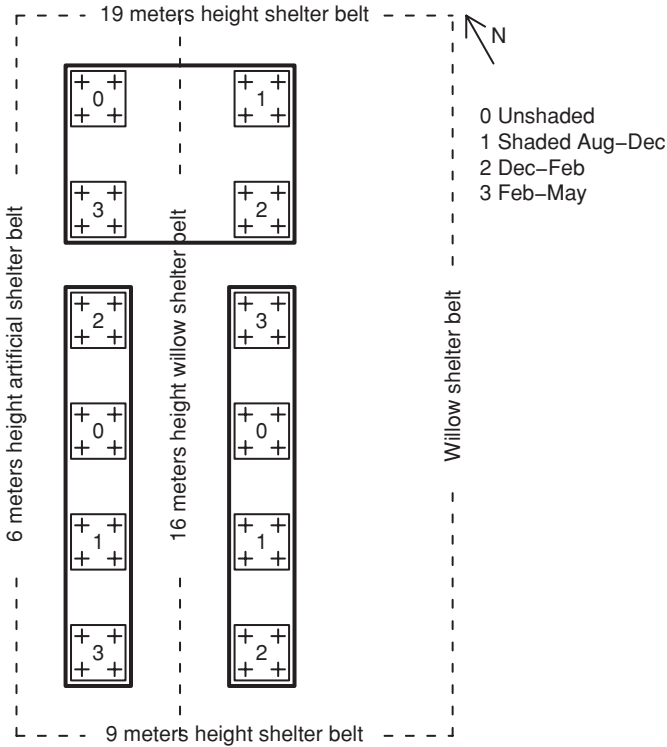 19 meters height shelter belt
N
0 Unshaded
1 Shaded Aug−Dec
2 Dec−Feb
3 Feb−May
0
1
3
2
6 meters height artificial shelter belt
16 meters height willow shelter belt
Willow shelter belt
2
3
0
0
1
1
3
2
9 meters height shelter belt